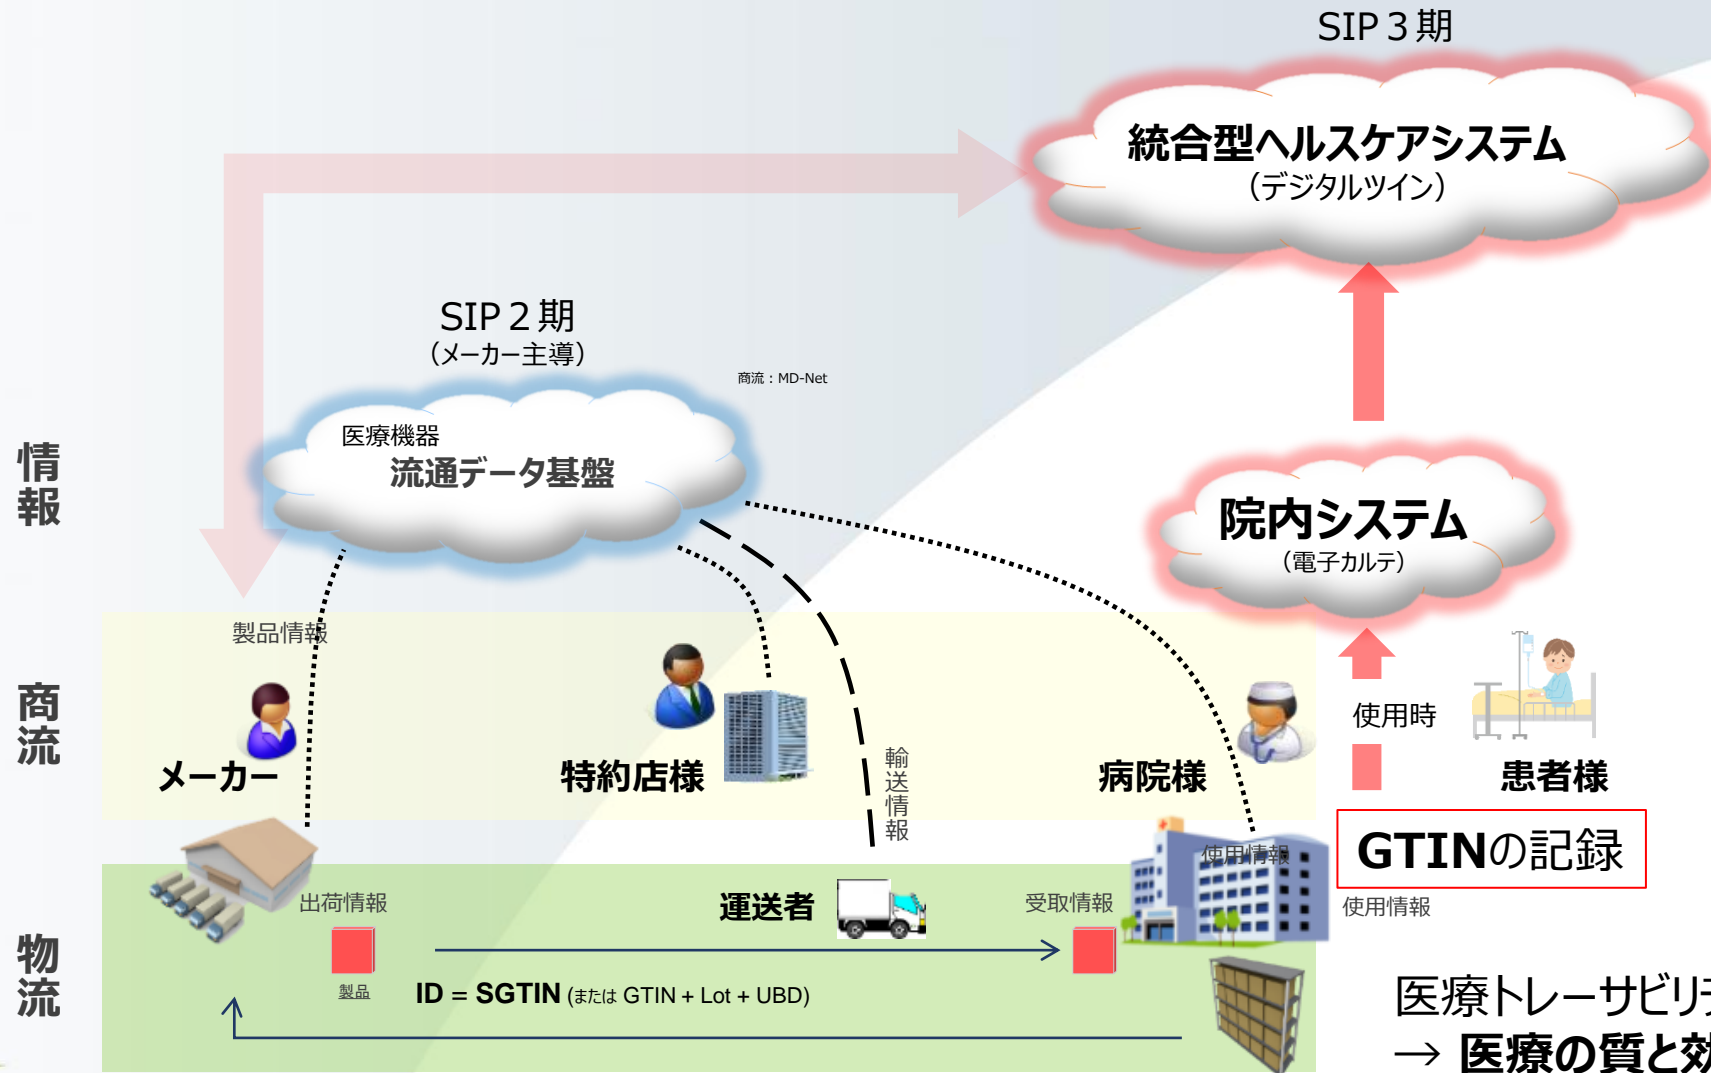 SIP３期
統合型ヘルスケアシステム
（デジタルツイン）
SIP２期
（メーカー主導）
商流：MD-Net
医療機器
流通データ基盤
情報
院内システム
（電子カルテ）
製品情報
商流
使用時
メーカー
特約店様
輸送情報
病院様
患者様
GTINの記録
使用情報
出荷情報
運送者
受取情報
使用情報
物流
製品
ID = SGTIN (または GTIN + Lot + UBD)
医療トレーサビリ
→ 医療の質と効